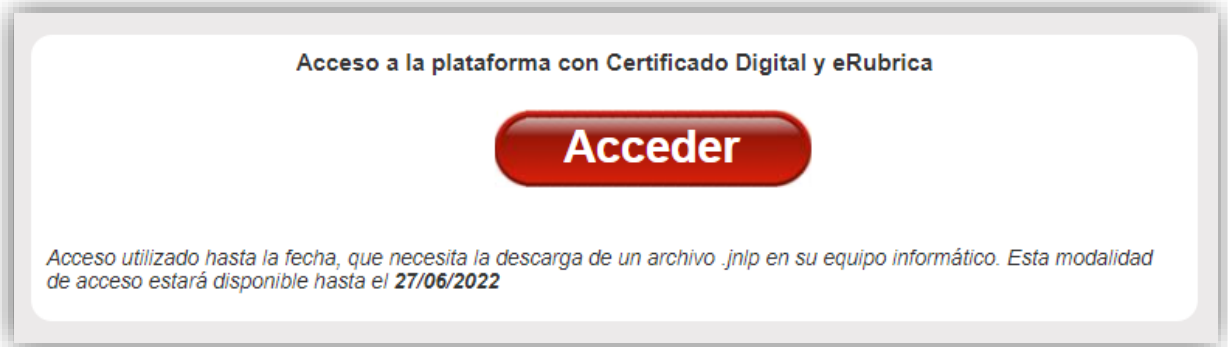 Acceso a la plataforma con Certificado Digital y eRubrica
Acceder
Acceso utilizado hasta la fecha, que necesita la descarga de un archivo .jnlp en su equipo informático. Esta modalidad
de acceso estará disponible hasta el 27/06/2022